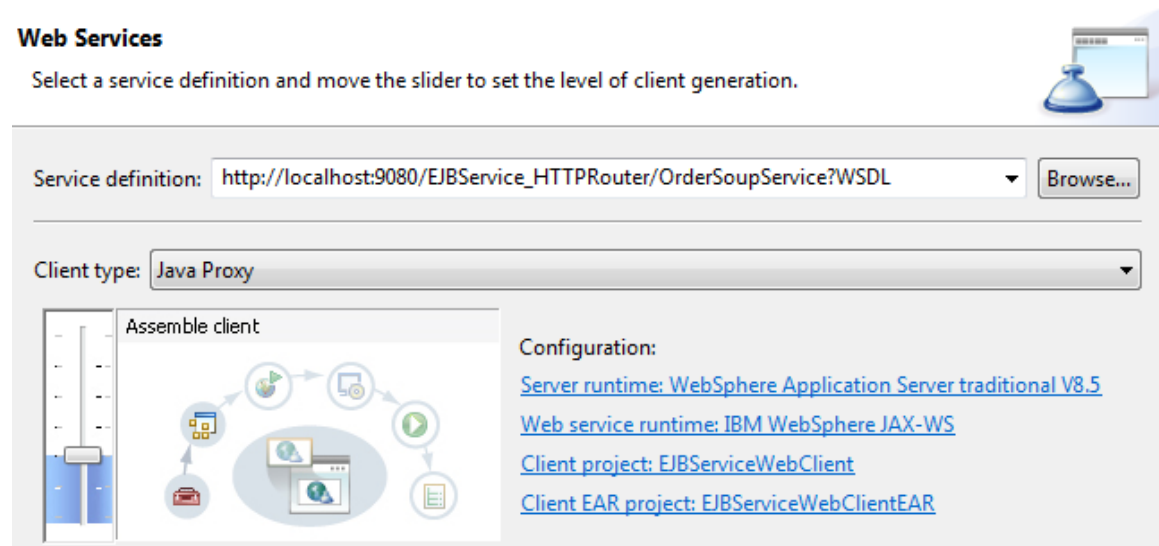 Web Services
Select a service definition and move the slider to set the level of client generation.
Service definition: http://localhost:9080/EJBService_HTTPRouter/OrderSoupService?WSDL Browse...
Client type: Java Proxy
Assemble client
Configuration:
Server runtime: WebSphere Application Server traditional V8.5
Web service runtime: IBM WebSphere JAX-WS
Client project: EJBServiceWebClient
Client EAR project: EJBServiceWebClientEAR